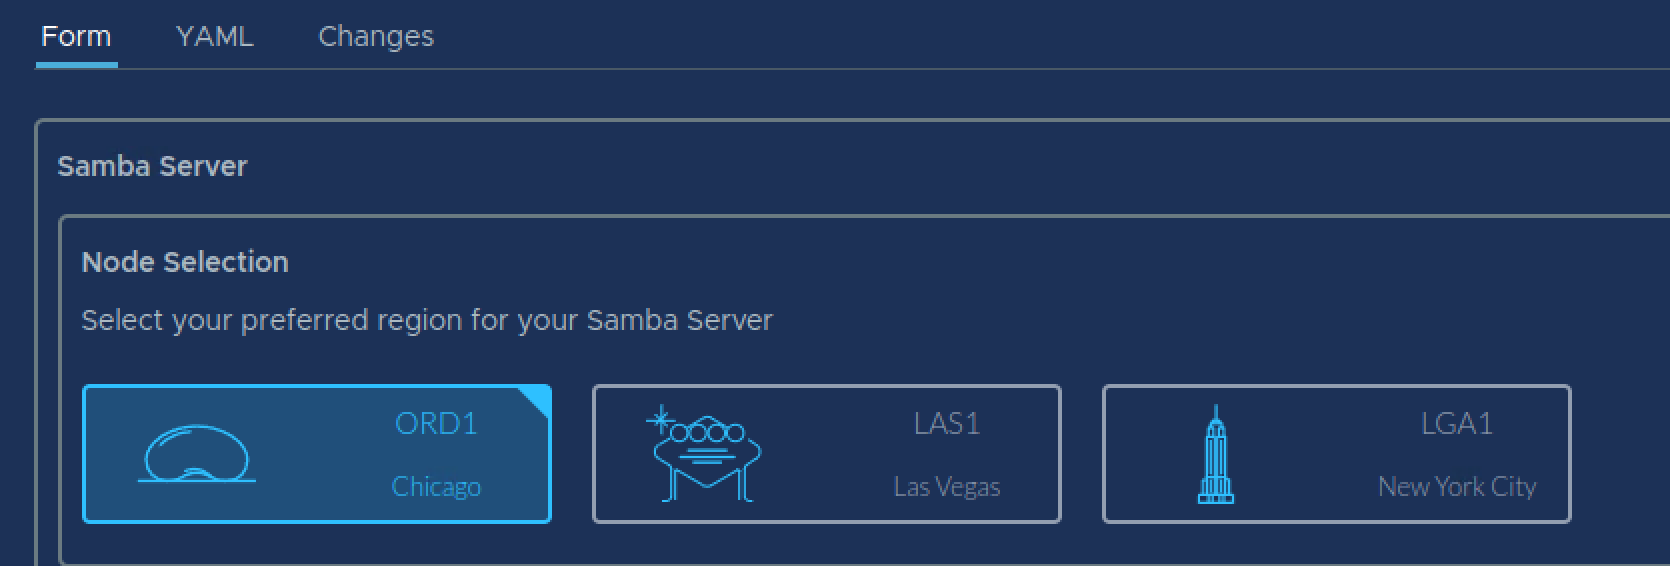 Form YAML Changes
Samba Server
Node Selection
Select your preferred region for your Samba Server
ORD1
Chicago
LAS1
Las Vegas
LGA1
New York City